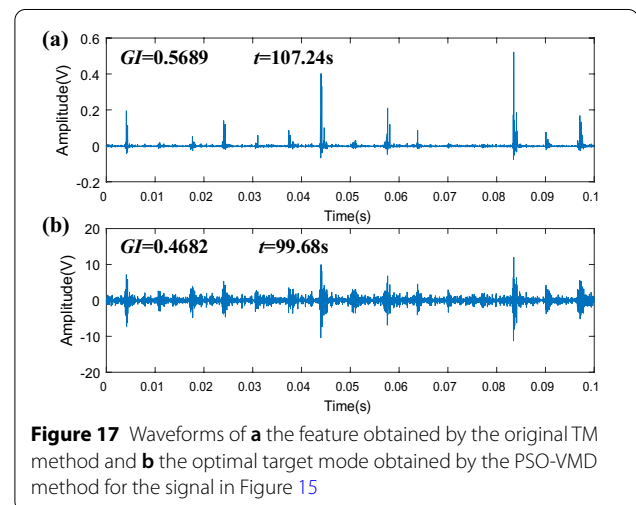 (a)
GI=0.5689 t=107.24s
Amplitude(V)
0.6
0.4
0.2
0
-0.2
0 0.01 0.02 0.03 0.04 0.05 0.06 0.07 0.08 0.09 0.1
Time(s)
(b)
GI=0.4682 t=99.68s
Amplitude(V)
20
10
0
-10
-20
0 0.01 0.02 0.03 0.04 0.05 0.06 0.07 0.08 0.09 0.1
Time(s)
Figure 17 Waveforms of a the feature obtained by the original TM
method and b the optimal target mode obtained by the PSO-VMD
method for the signal in Figure 15